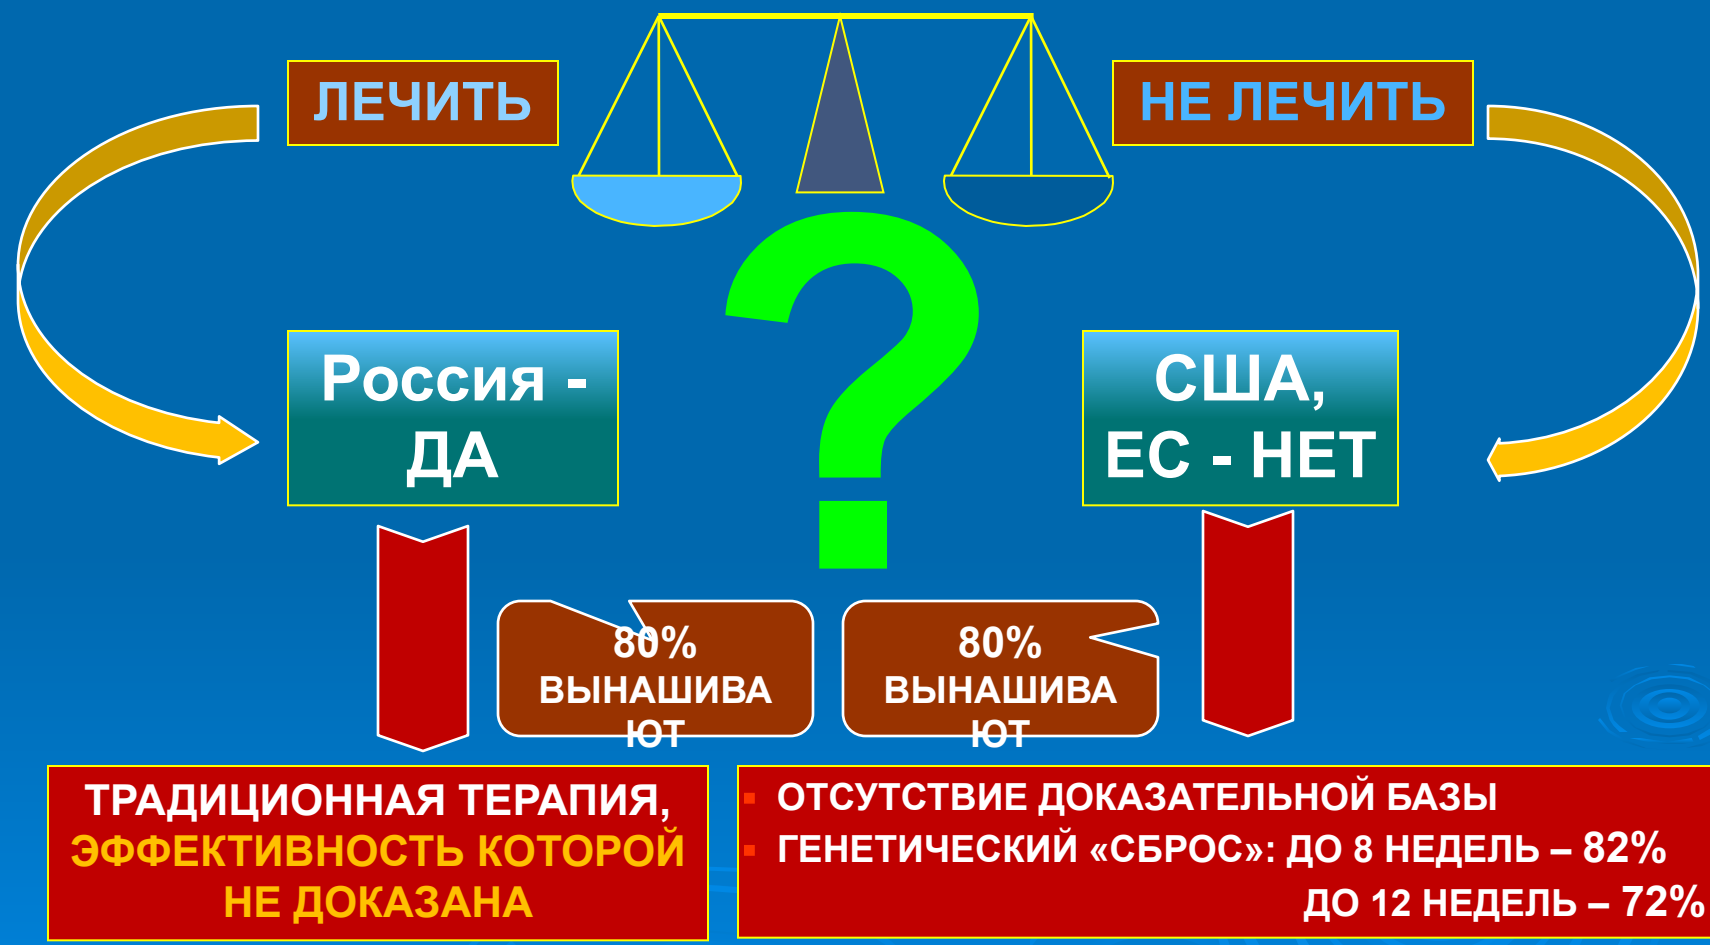 ЛЕЧИТЬ
НЕ ЛЕЧИТЬ
?
Россия -
ДА
США,
ЕС - НЕТ
80%
ВЫНАШИВА
ЮТ
80%
ВЫНАШИВА
ЮТ
ТРАДИЦИОННАЯ ТЕРАПИЯ,
ЭФФЕКТИВНОСТЬ КОТОРОЙ
НЕ ДОКАЗАНА
ОТСУТСТВИЕ ДОКАЗАТЕЛЬНОЙ БАЗЫ
ГЕНЕТИЧЕСКИЙ «СБРОС»: ДО 8 НЕДЕЛЬ – 82%
ДО 12 НЕДЕЛЬ – 72%